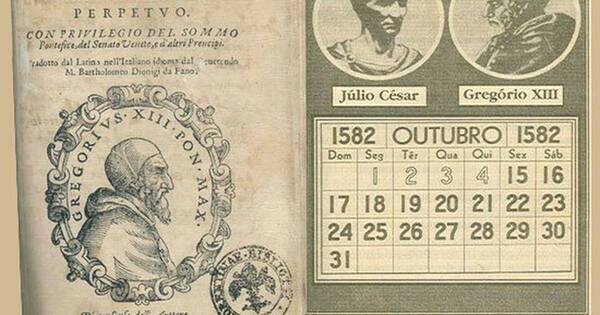 PERPETVO.
CON PRIVILEGIO DEL SOMMO
Pontefice, del Senato Veneto, e d'altri Prencipi.
Tradotto dal Latino nell'Italiano idioma dal Reuerendo
M. Bartholomeo Dionigi da Fano.
GREGORIVS · XIII · PON · MAX ·
Júlio César
Gregório XIII
1582 OUTUBRO 1582
Dom Seg Têr Qua Qui Sex Sáb
1 2 3 4 15 16
17 18 19 20 21 22 23
24 25 26 27 28 29 30
31